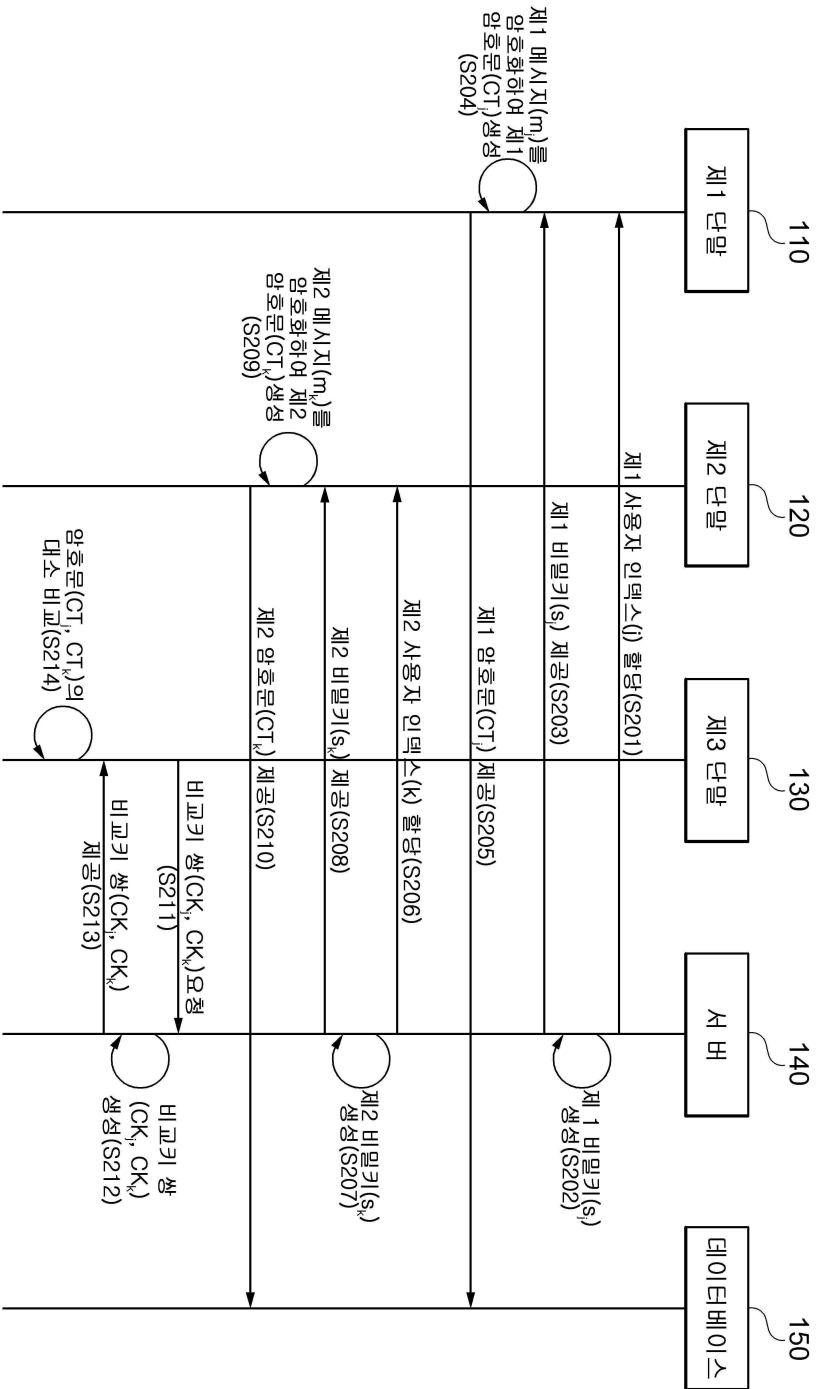 110
120
130
140
150
제1 단말
제2 단말
제3 단말
서 버
데이터베이스
제1 사용자 인덱스(j) 할당(S201)
제 1 비밀키(sⱼ)
생성(S202)
제1 비밀키(sⱼ) 제공(S203)
제1 메시지(mⱼ)를
암호화하여 제1
암호문(CTⱼ)생성
(S204)
제1 암호문(CTⱼ) 제공(S205)
제2 사용자 인덱스(k) 할당(S206)
제2 비밀키(sₖ)
생성(S207)
제2 비밀키(sₖ) 제공(S208)
제2 메시지(mₖ)를
암호화하여 제2
암호문(CTₖ)생성
(S209)
제2 암호문(CTₖ) 제공(S210)
비교키 쌍(CKⱼ, CKₖ)요청
(S211)
비교키 쌍
(CKⱼ, CKₖ)
생성(S212)
비교키 쌍(CKⱼ, CKₖ)
제공(S213)
암호문(CTⱼ, CTₖ)의
대소 비교(S214)